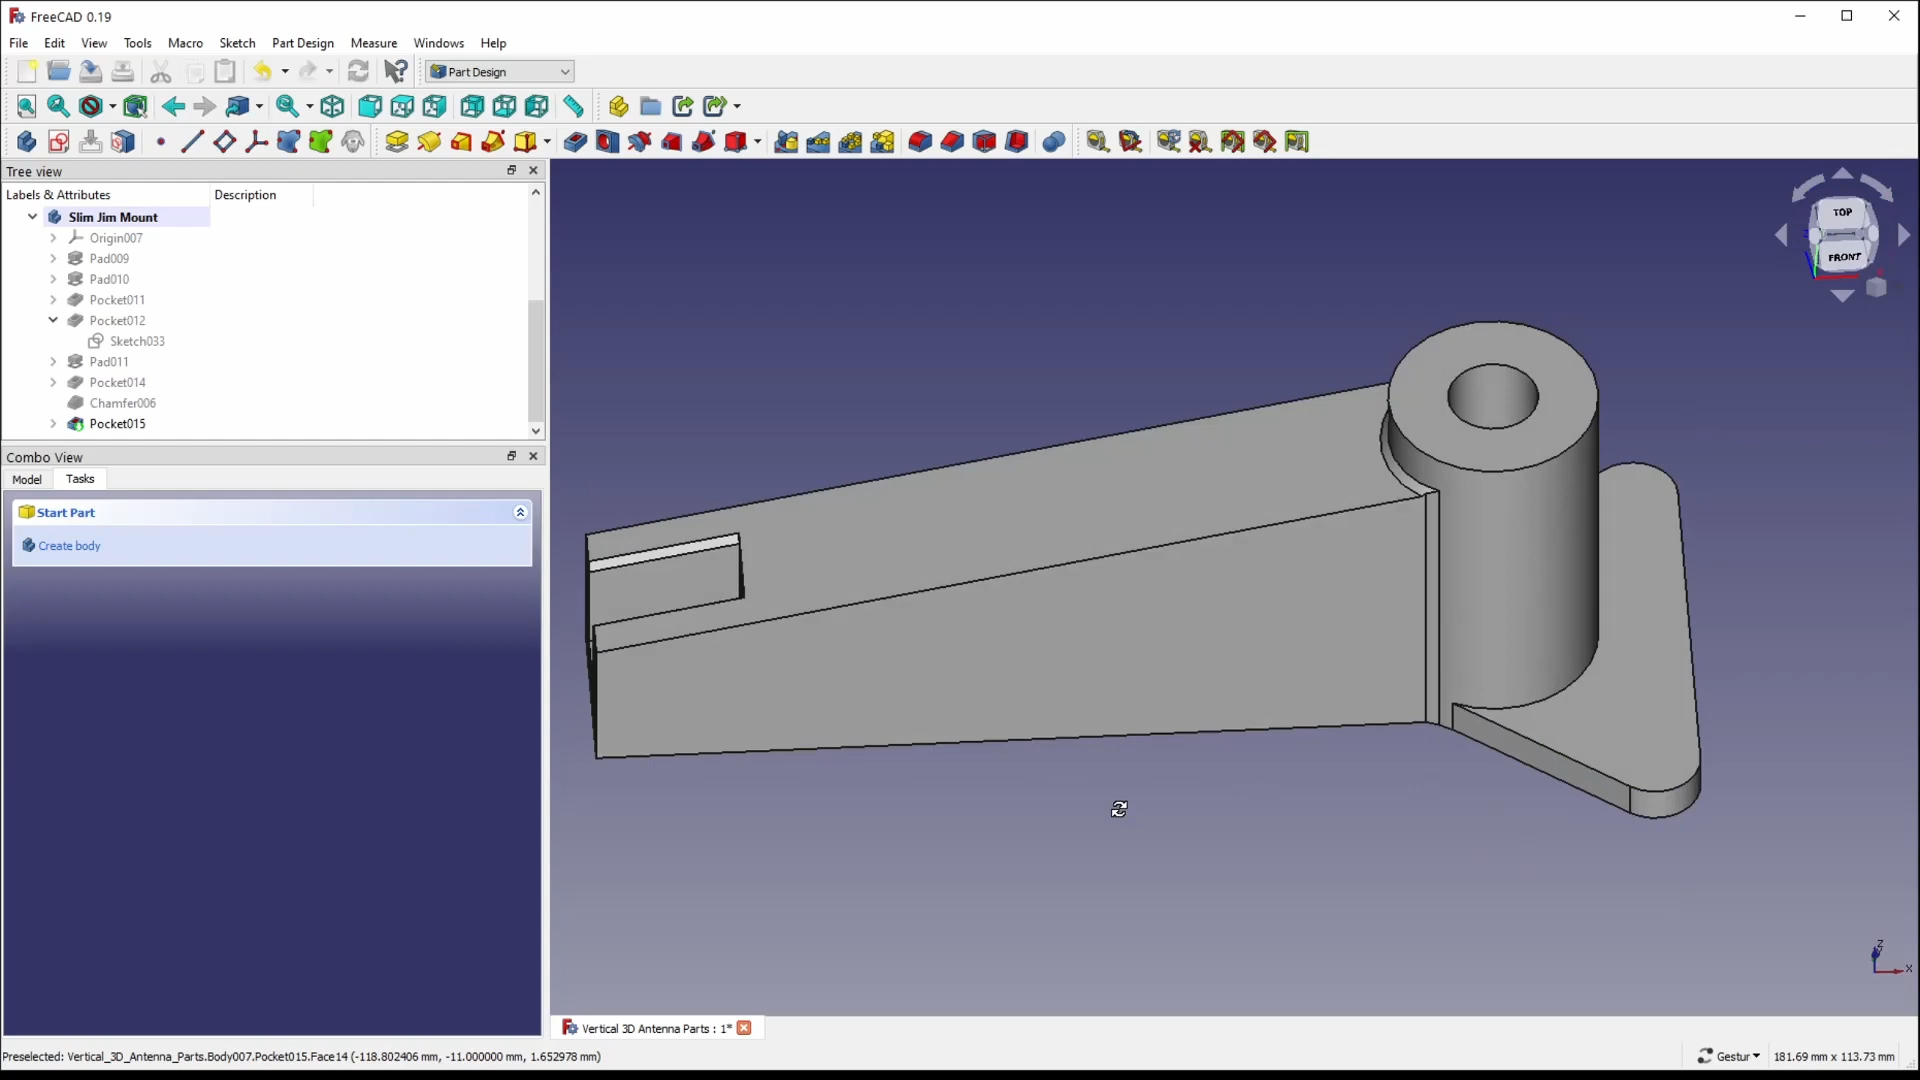 FreeCAD 0.19
File Edit View Tools Macro Sketch Part Design Measure Windows Help
Part Design
Tree view
Labels & Attributes Description
Slim Jim Mount
Origin007
Pad009
Pad010
Pocket011
Pocket012
Sketch033
Pad011
Pocket014
Chamfer006
Pocket015
Combo View
Model Tasks
Start Part
Create body
TOP
FRONT
Z
X
Vertical 3D Antenna Parts : 1*
Preselected: Vertical_3D_Antenna_Parts.Body007.Pocket015.Face14 (-118.802406 mm, -11.000000 mm, 1.652978 mm)
Gestur
181.69 mm x 113.73 mm